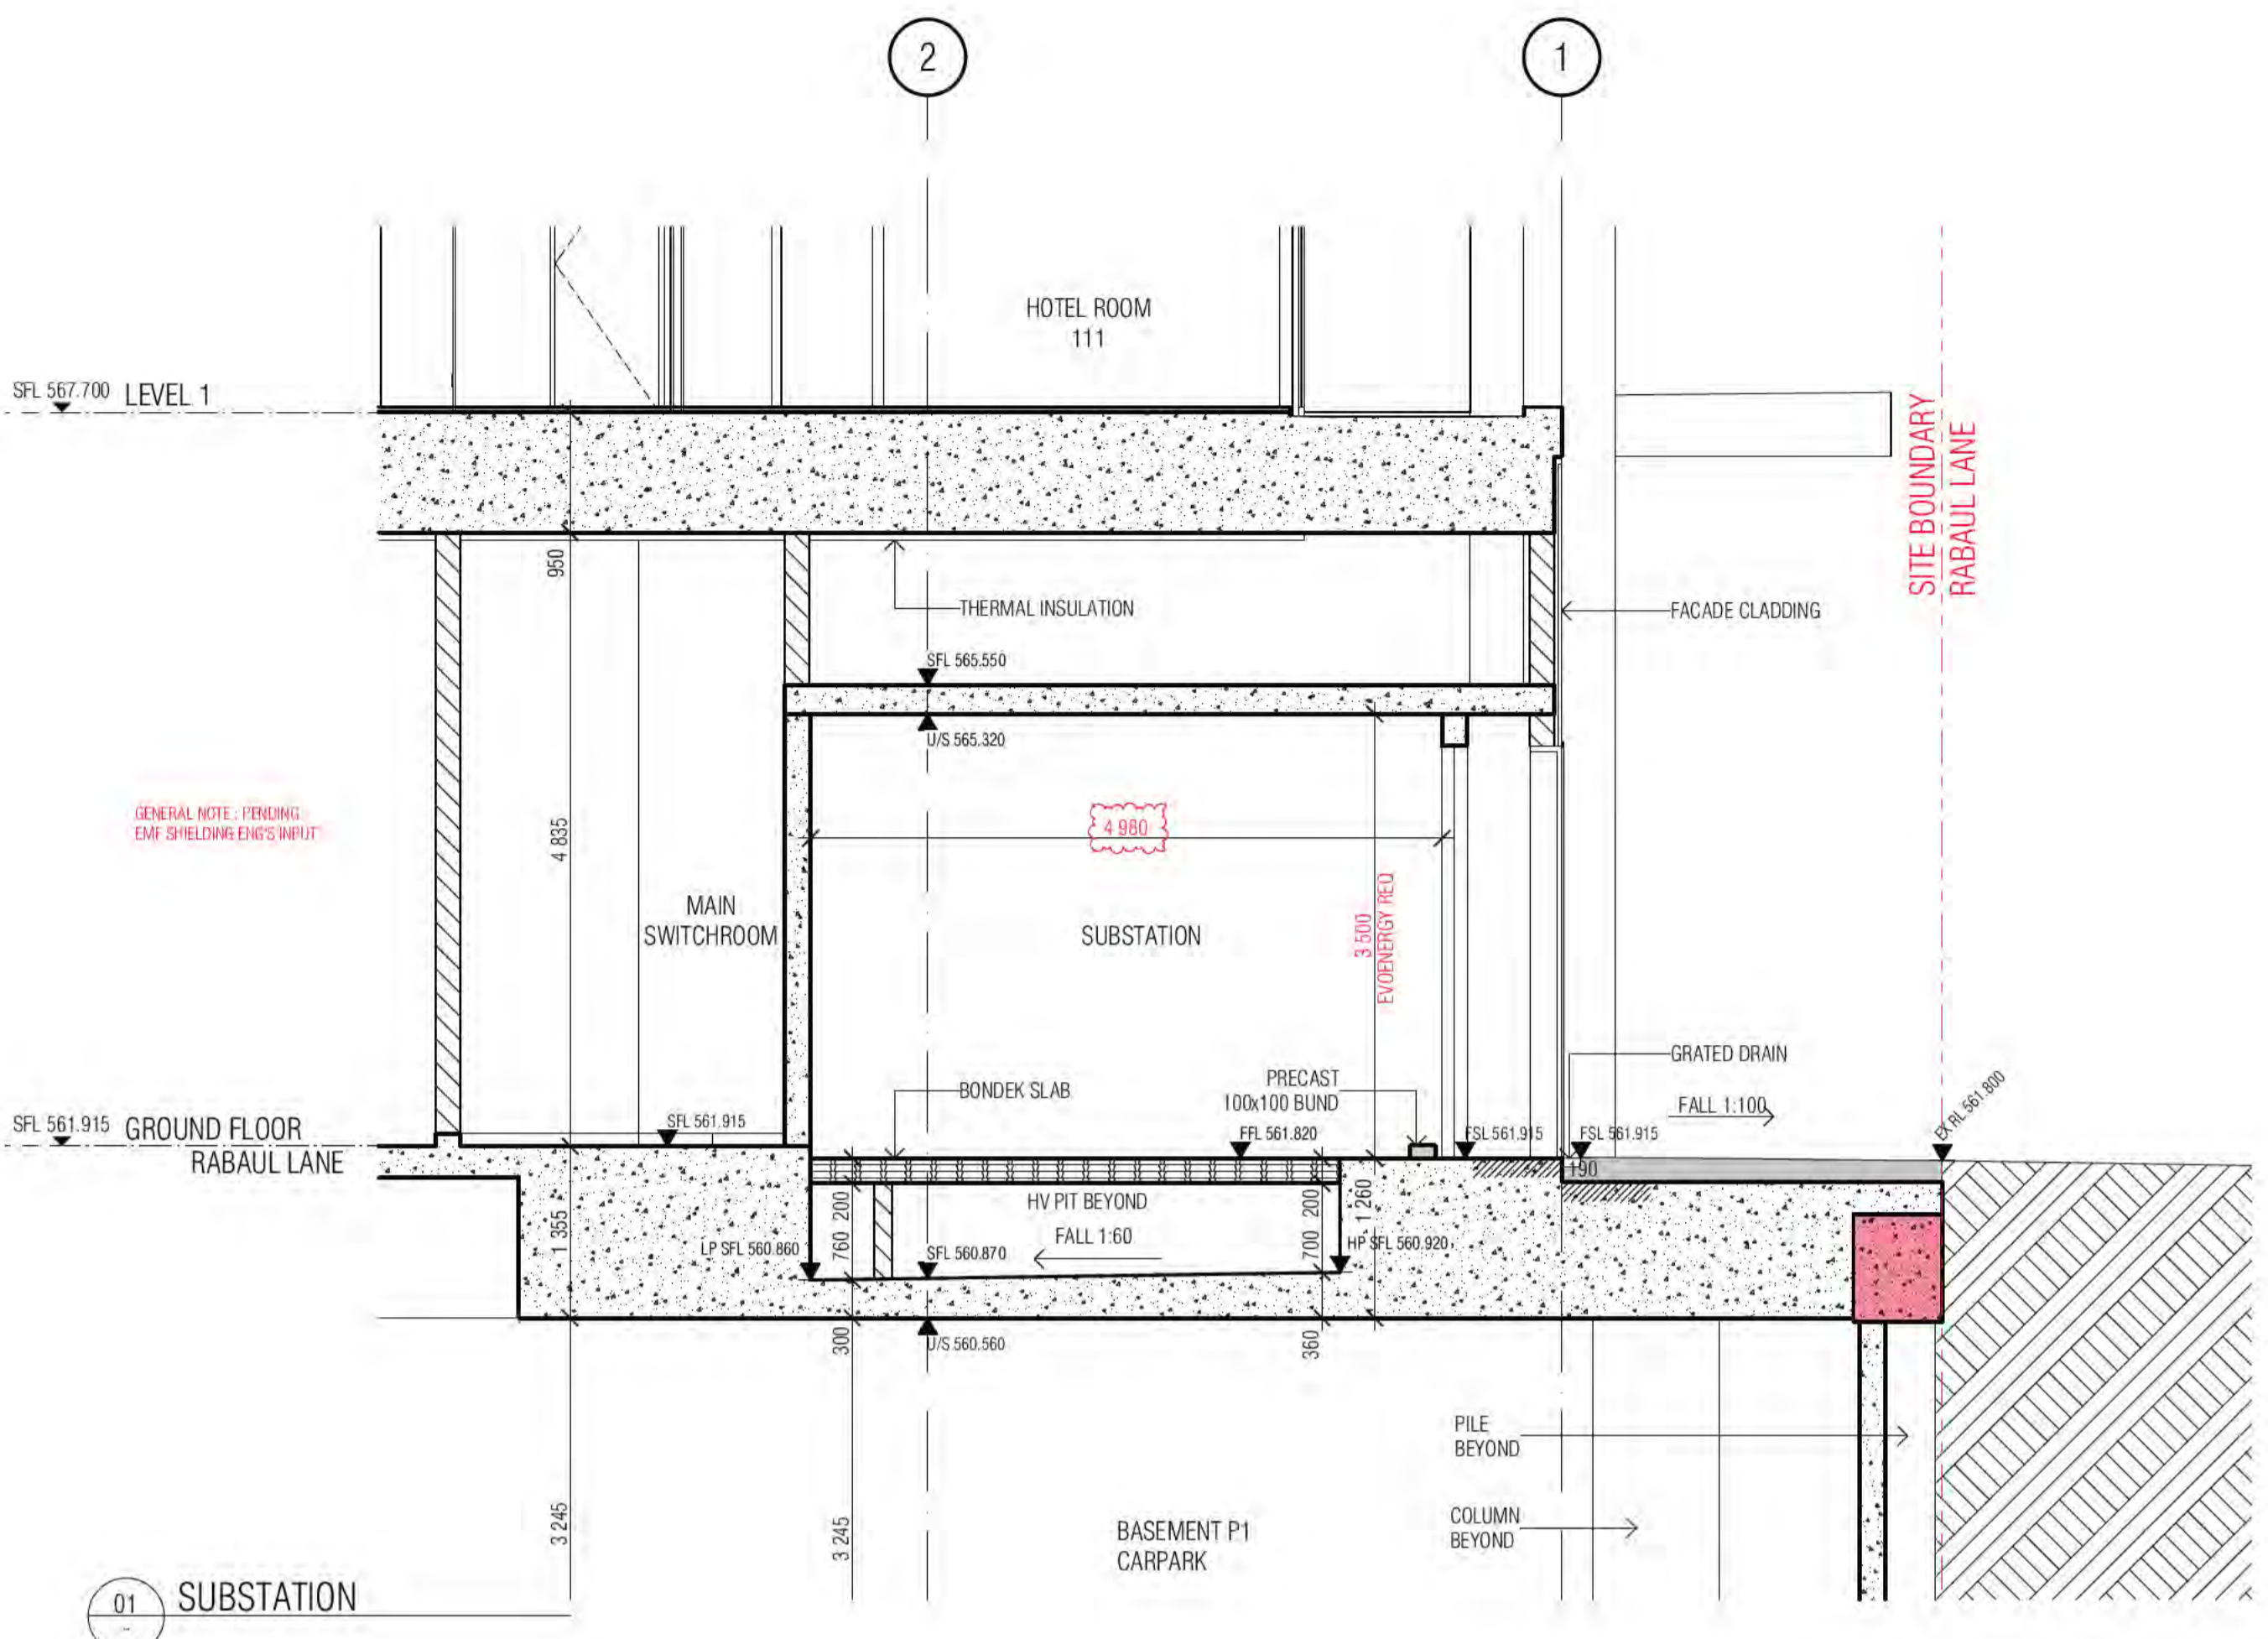 2
1
HOTEL ROOM
111
SFL 567.700 LEVEL 1
SITE BOUNDARY
RABAUL LANE
950
THERMAL INSULATION
FACADE CLADDING
SFL 565.550
U/S 565.320
GENERAL NOTE : PENDING
EMF SHIELDING ENG'S INPUT
4 980
4 835
3 500
EVOENERGY REQ
MAIN
SWITCHROOM
SUBSTATION
GRATED DRAIN
BONDEK SLAB
PRECAST
100x100 BUND
FALL 1:100
EX RL 561.800
SFL 561.915 GROUND FLOOR
RABAUL LANE
SFL 561.915
FFL 561.820
FSL 561.915
FSL 561.915
190
1 355
760 200
HV PIT BEYOND
FALL 1:60
700 200
1 260
LP SFL 560.860
SFL 560.870
HP SFL 560.920
300
U/S 560.560
360
PILE
BEYOND
3 245
3 245
BASEMENT P1
CARPARK
COLUMN
BEYOND
01
SUBSTATION